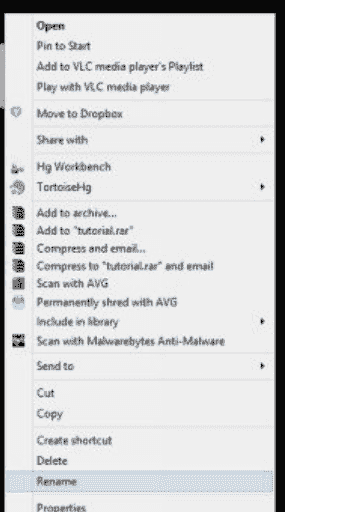 Open
Pin to Start
Add to VLC media player's Playlist
Play with VLC media player
Move to Dropbox
Share with
Hg Workbench
TortoiseHg
Add to archive...
Add to "tutorial.rar"
Compress and email...
Compress to "tutorial.rar" and email
Scan with AVG
Permanently shred with AVG
Include in library
Scan with Malwarebytes Anti-Malware
Send to
Cut
Copy
Create shortcut
Delete
Rename
Properties